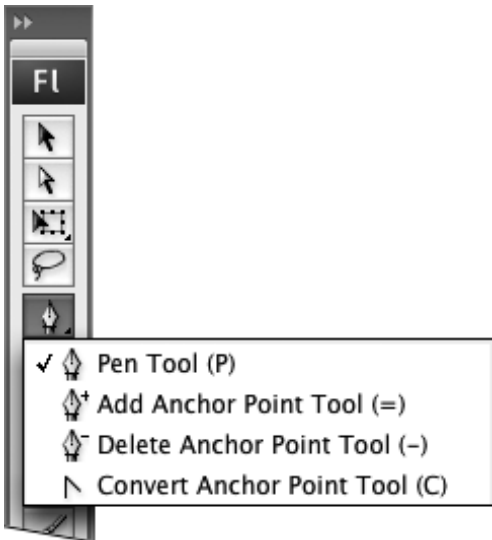 Fl
Pen Tool (P)
Add Anchor Point Tool (=)
Delete Anchor Point Tool (–)
Convert Anchor Point Tool (C)